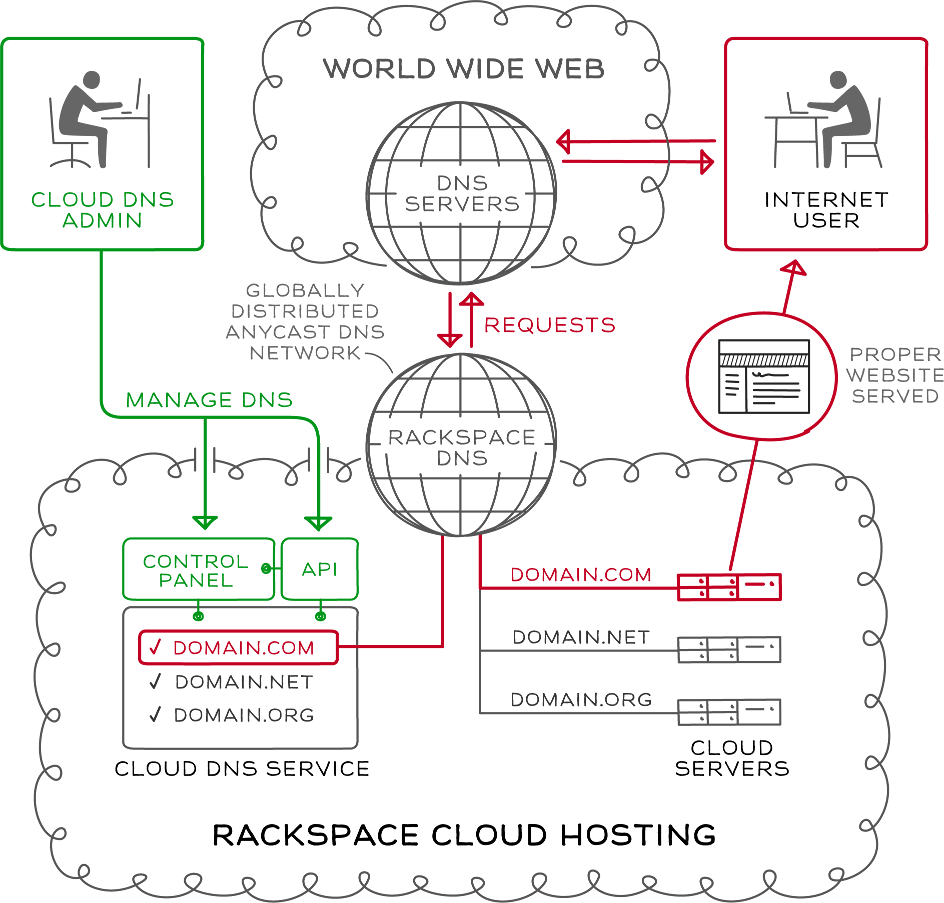 WORLD WIDE WEB
CLOUD DNS
ADMIN
DNS
SERVERS
INTERNET
USER
GLOBALLY
DISTRIBUTED
ANYCAST DNS
NETWORK
REQUESTS
PROPER
WEBSITE
SERVED
MANAGE DNS
RACKSPACE
DNS
CONTROL
PANEL
API
DOMAIN.COM
DOMAIN.NET
DOMAIN.ORG
CLOUD DNS SERVICE
DOMAIN.COM
DOMAIN.NET
DOMAIN.ORG
CLOUD
SERVERS
RACKSPACE CLOUD HOSTING